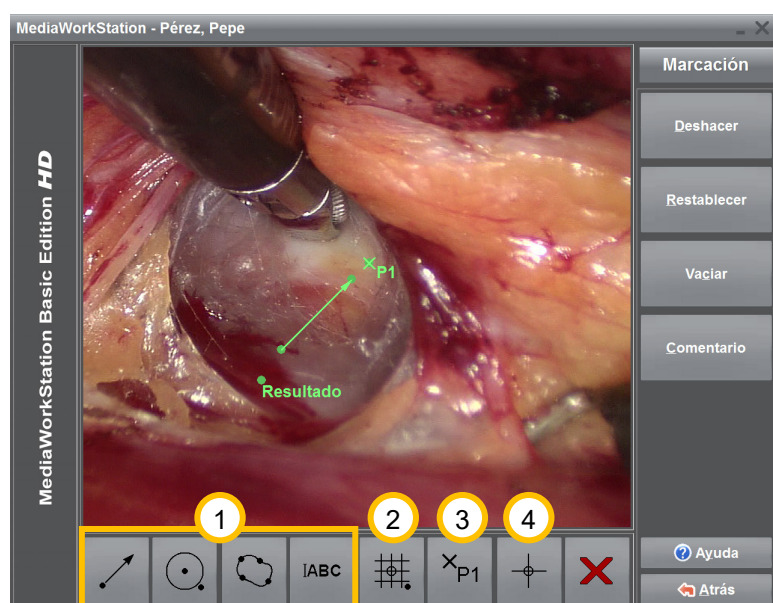 MediaWorkStation - Pérez, Pepe
Marcación
Deshacer
Restablecer
Vaciar
Comentario
MediaWorkStation Basic Edition HD
P1
Resultado
1
2
3
4
IABC
P1
Ayuda
Atrás